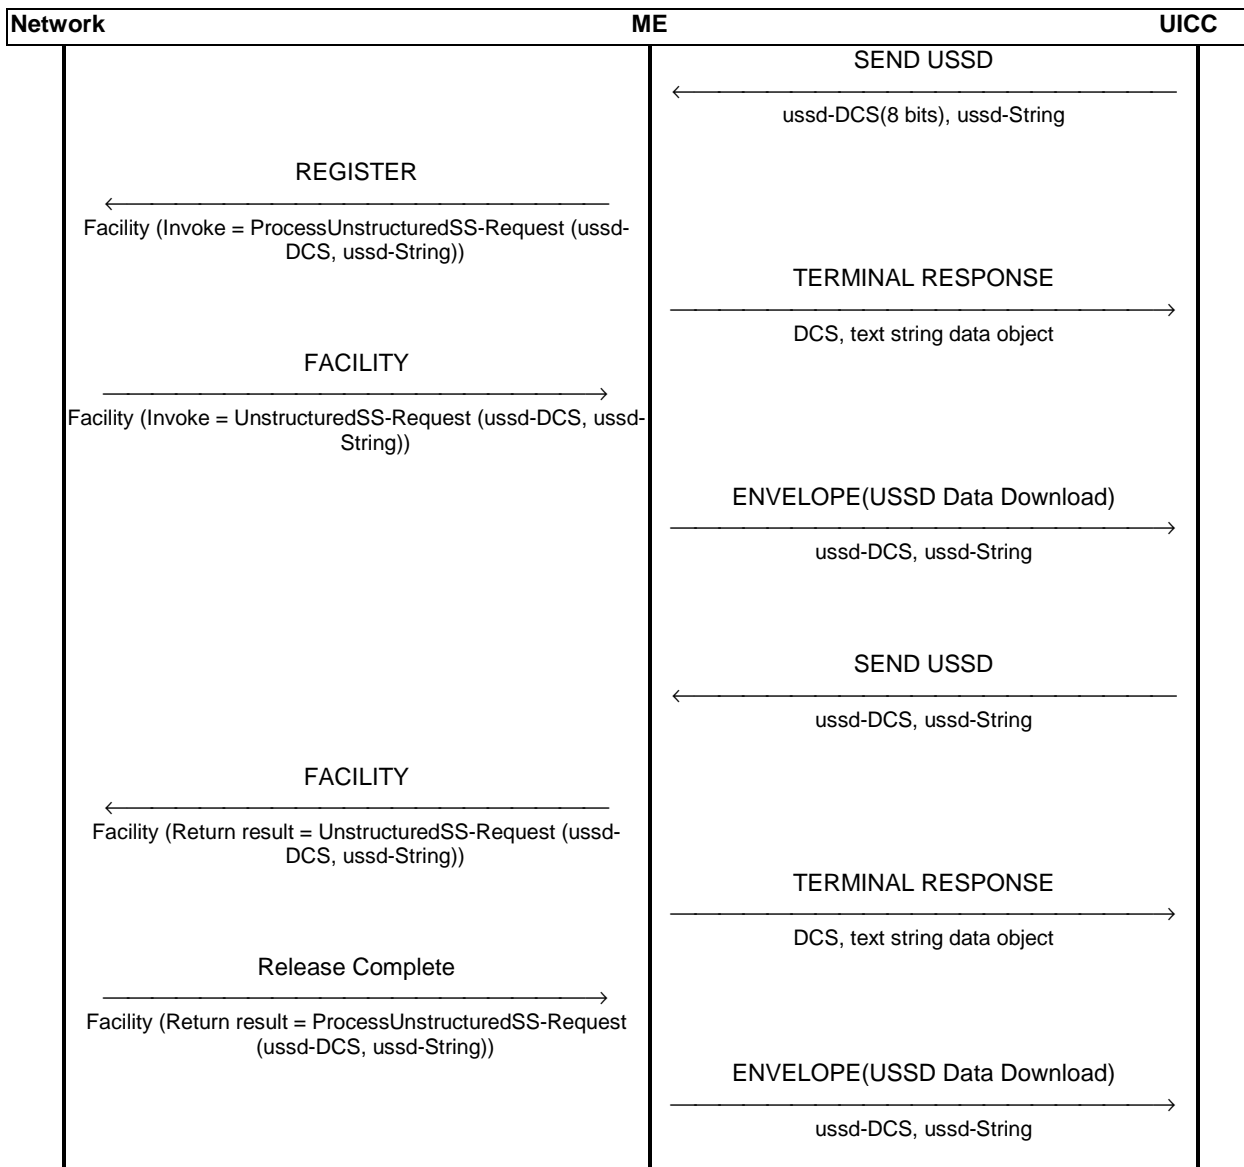 Network ME UICC
SEND USSD
ussd-DCS(8 bits), ussd-String
REGISTER
Facility (Invoke = ProcessUnstructuredSS-Request (ussd-
DCS, ussd-String))
TERMINAL RESPONSE
DCS, text string data object
FACILITY
Facility (Invoke = UnstructuredSS-Request (ussd-DCS, ussd-
String))
ENVELOPE(USSD Data Download)
ussd-DCS, ussd-String
SEND USSD
ussd-DCS, ussd-String
FACILITY
Facility (Return result = UnstructuredSS-Request (ussd-
DCS, ussd-String))
TERMINAL RESPONSE
DCS, text string data object
Release Complete
Facility (Return result = ProcessUnstructuredSS-Request
(ussd-DCS, ussd-String))
ENVELOPE(USSD Data Download)
ussd-DCS, ussd-String